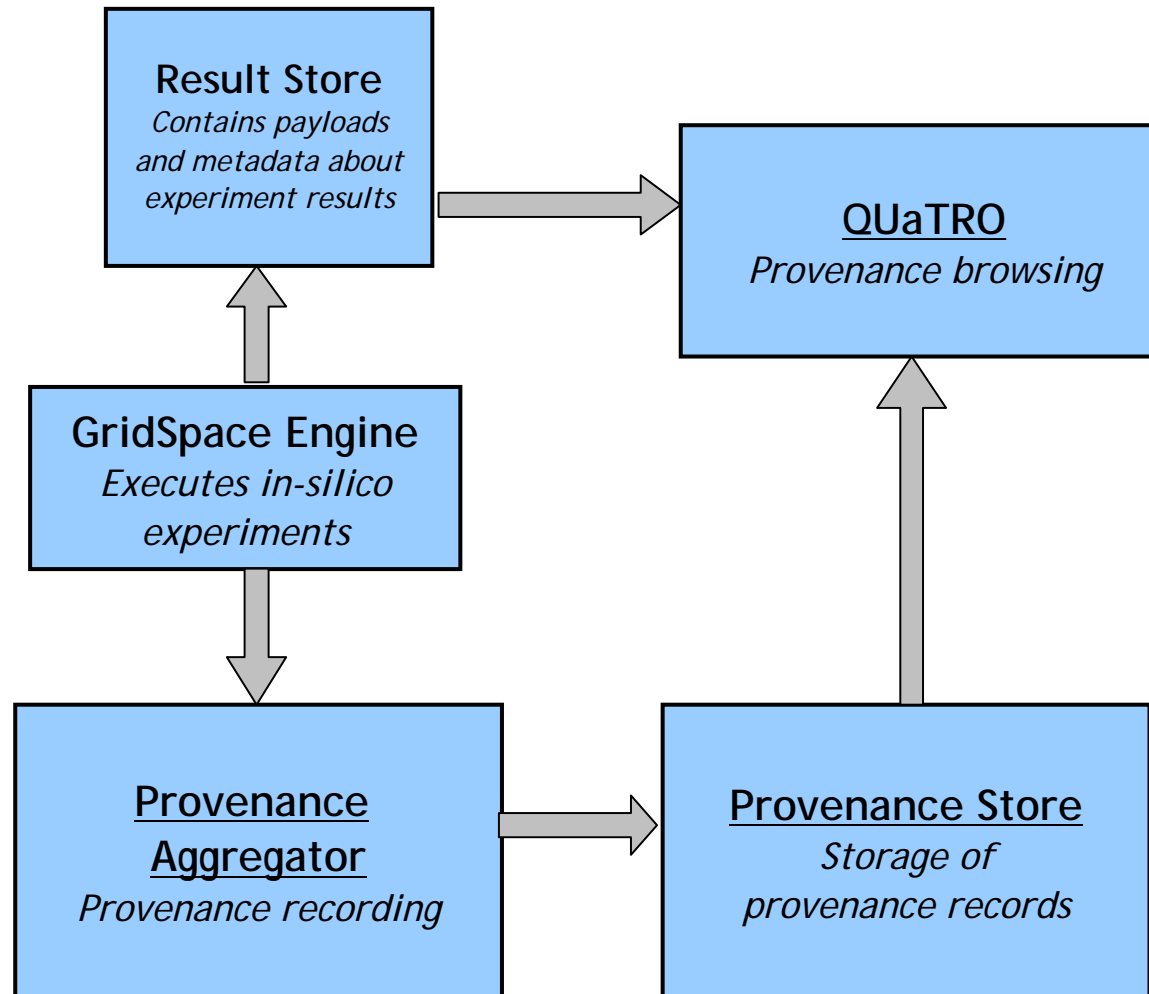 Result Store
Contains payloads
and metadata about
experiment results
QUaTRO
Provenance browsing
GridSpace Engine
Executes in-silico
experiments
Provenance
Aggregator
Provenance recording
Provenance Store
Storage of
provenance records